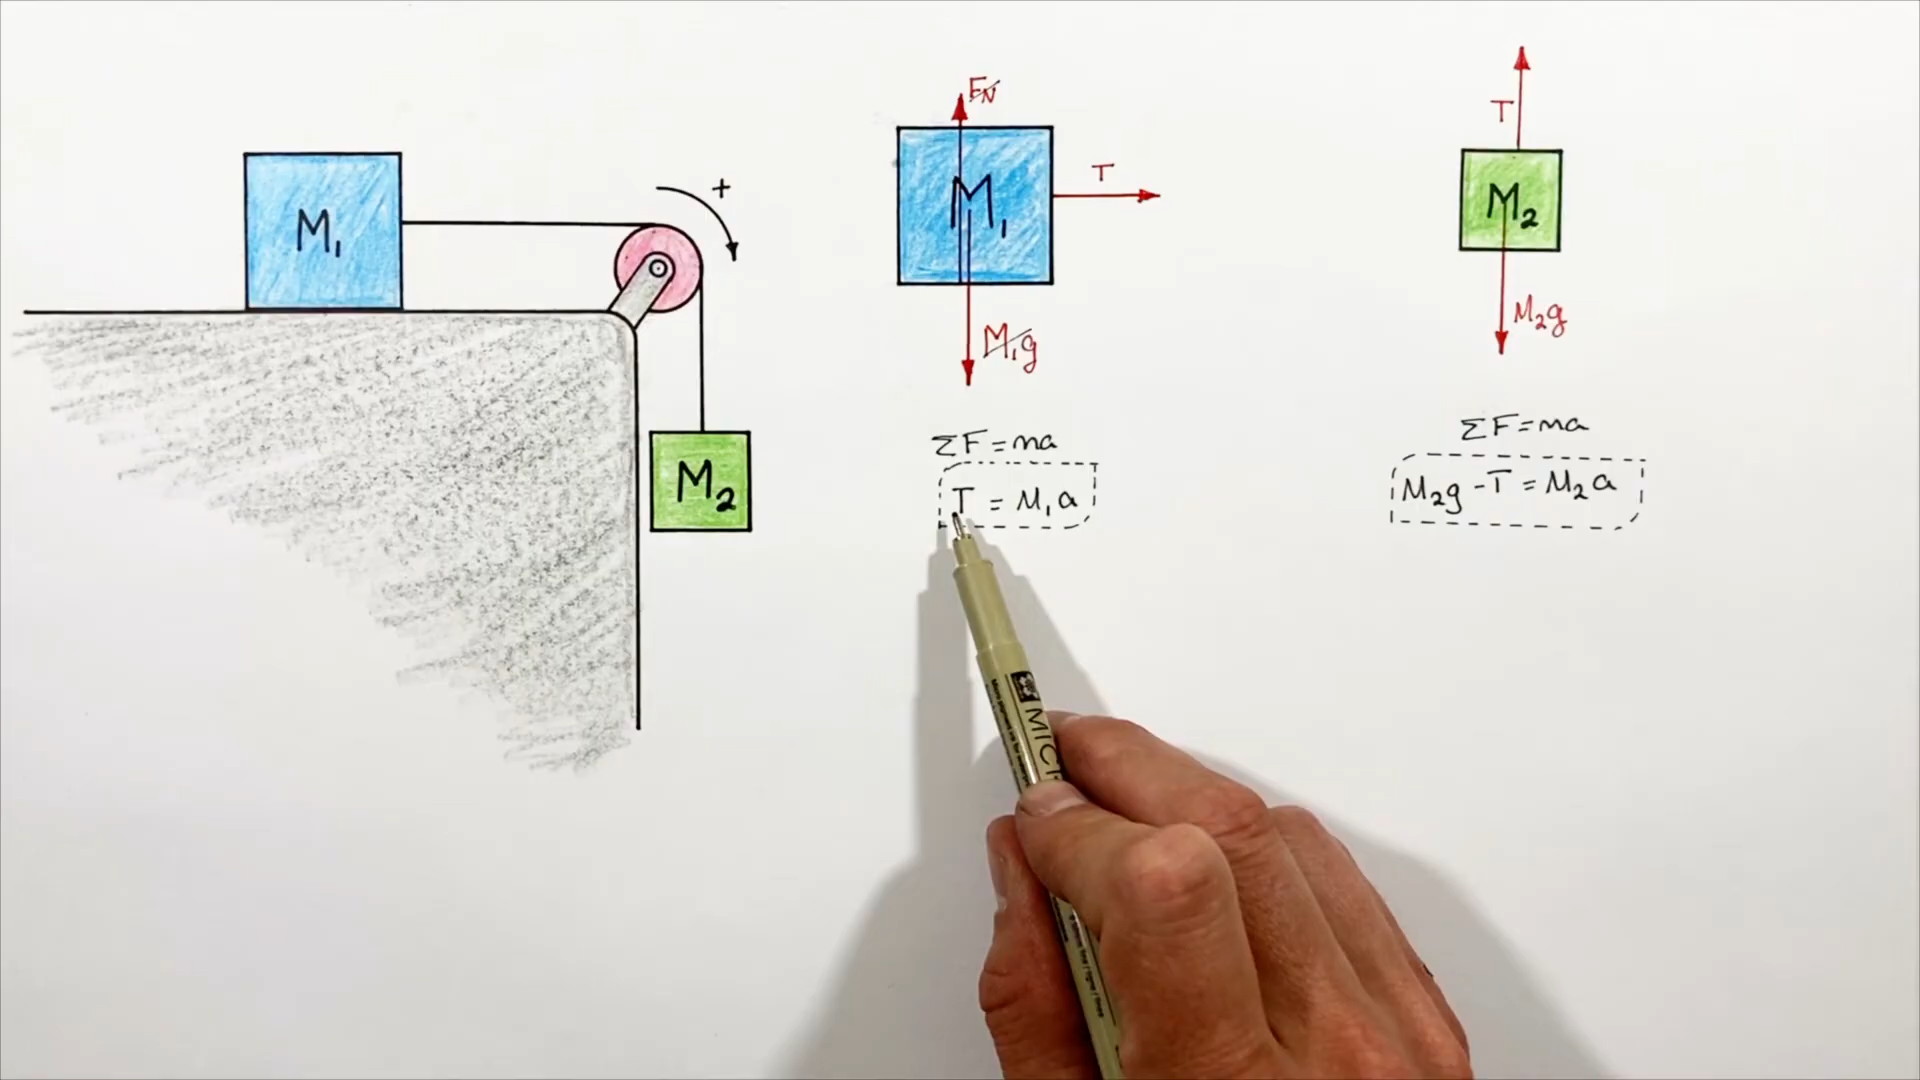 M₁
+
M₂
FN
M₁
T
M₁g
ΣF=ma
T = M₁a
T
M₂
M₂g
ΣF=ma
M₂g-T=M₂a
MICR